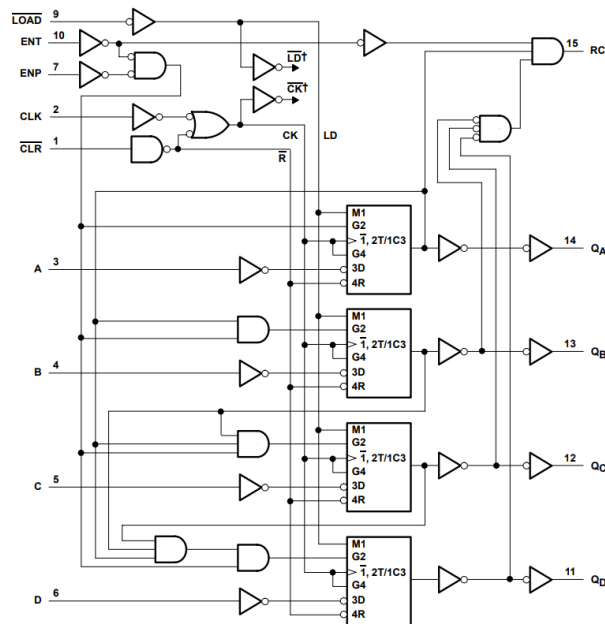 LOAD 9
ENT 10
15 RCO
ENP 7
LD†
CK†
CLK 2
CLR 1
CK LD
R
M1
G2
1, 2T/1C3
G4
A 3
3D
4R
14 QA
M1
G2
1, 2T/1C3
G4
B 4
3D
4R
13 QB
M1
G2
1, 2T/1C3
G4
C 5
3D
4R
12 QC
M1
G2
1, 2T/1C3
G4
D 6
3D
4R
11 QD